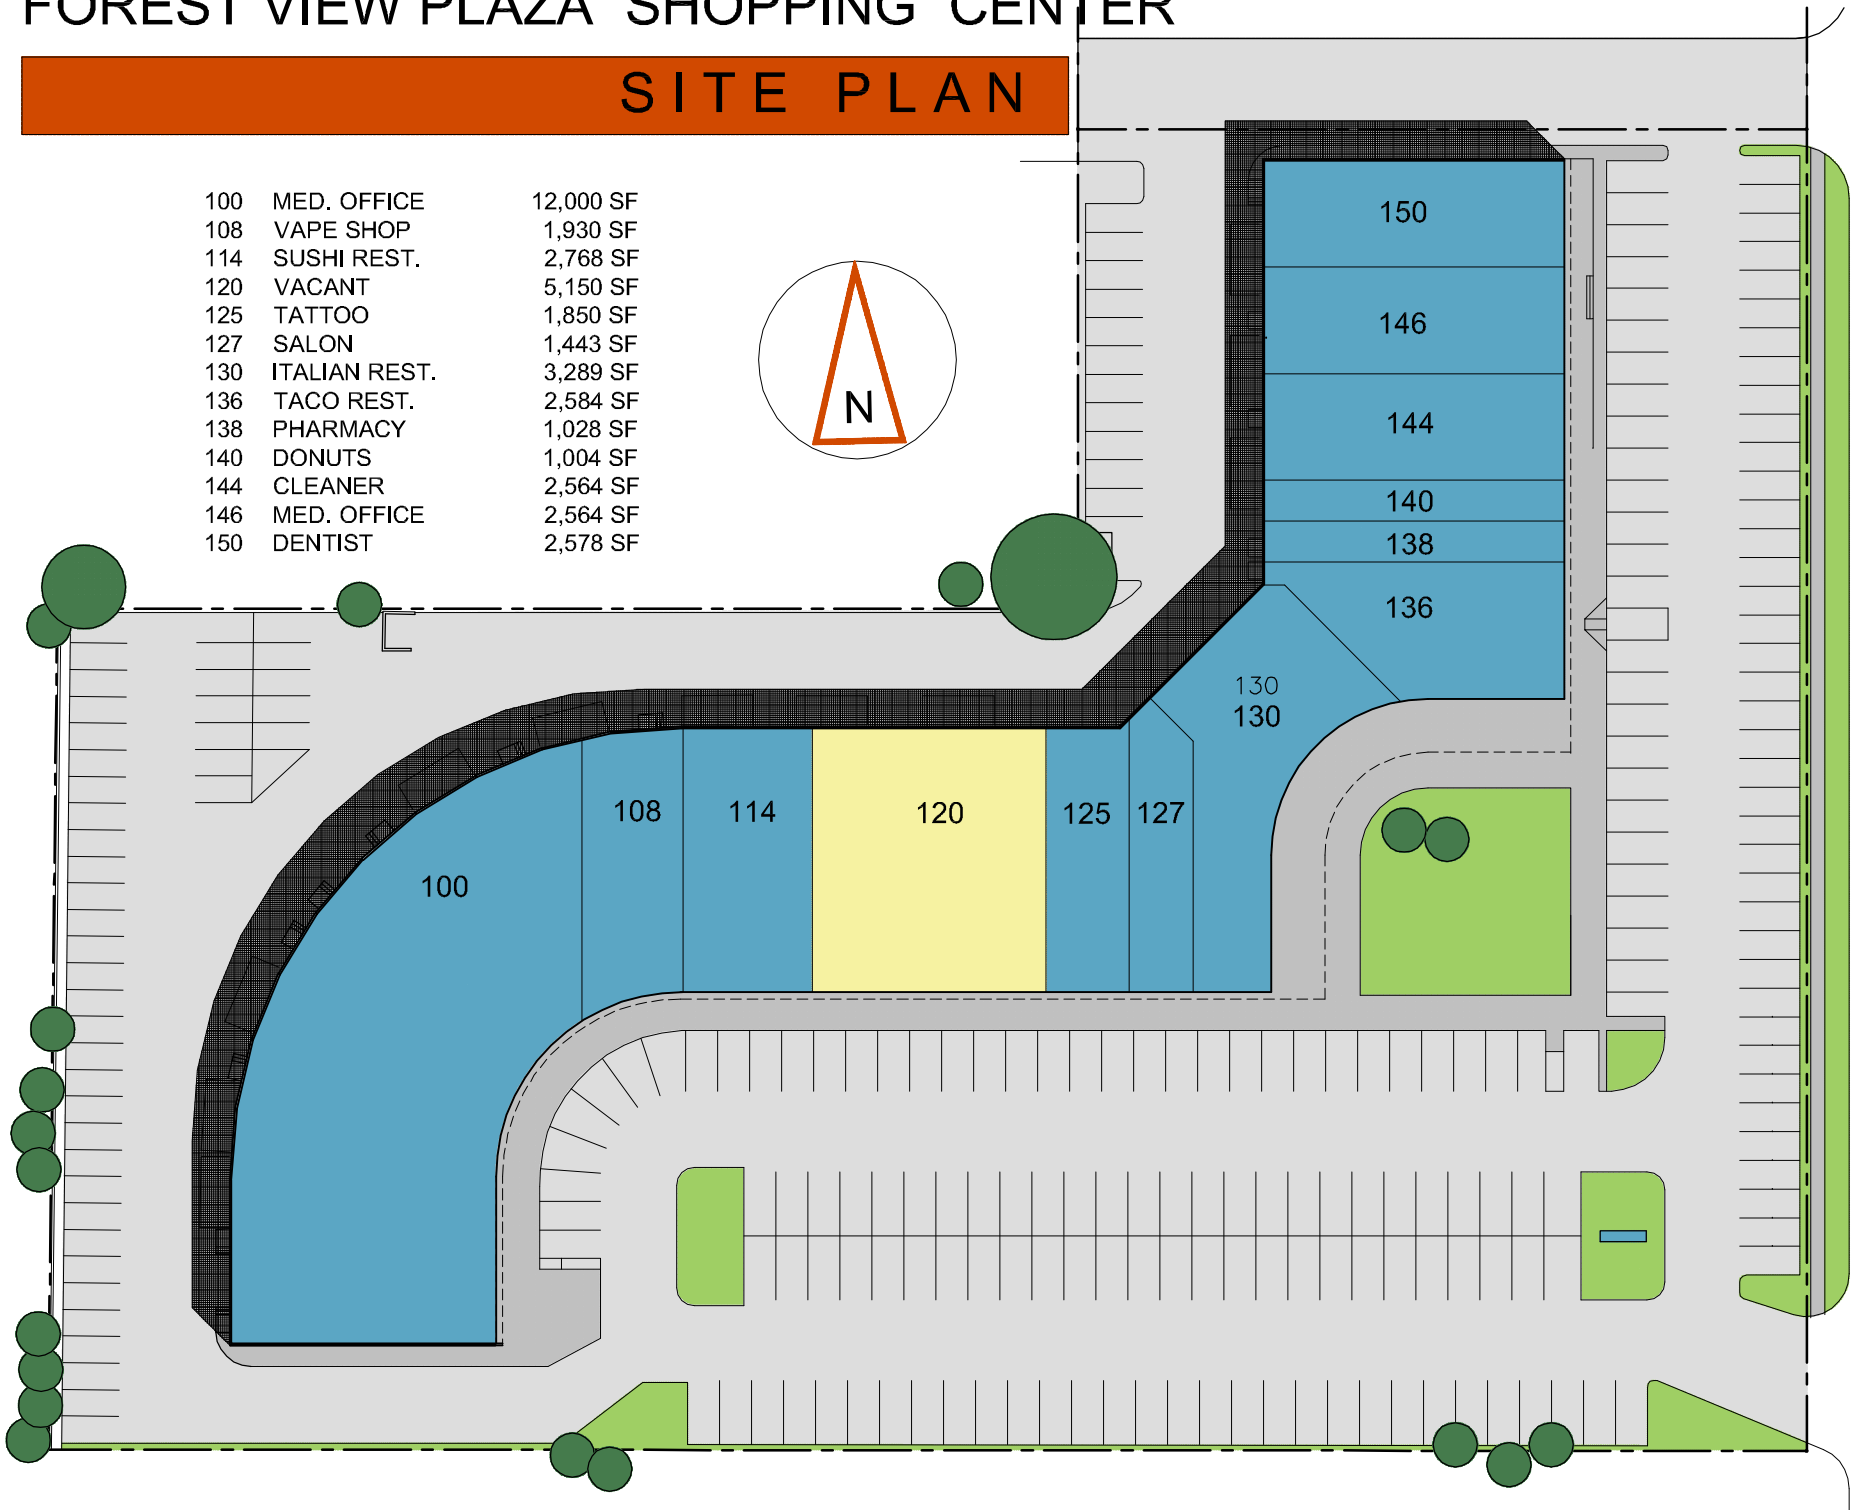 FOREST VIEW PLAZA SHOPPING CENTER
SITE PLAN
100 MED. OFFICE 12,000 SF
108 VAPE SHOP 1,930 SF
114 SUSHI REST. 2,768 SF
120 VACANT 5,150 SF
125 TATTOO 1,850 SF
127 SALON 1,443 SF
130 ITALIAN REST. 3,289 SF
136 TACO REST. 2,584 SF
138 PHARMACY 1,028 SF
140 DONUTS 1,004 SF
144 CLEANER 2,564 SF
146 MED. OFFICE 2,564 SF
150 DENTIST 2,578 SF
N
150
146
144
140
138
136
130
130
108
114
120
125
127
100